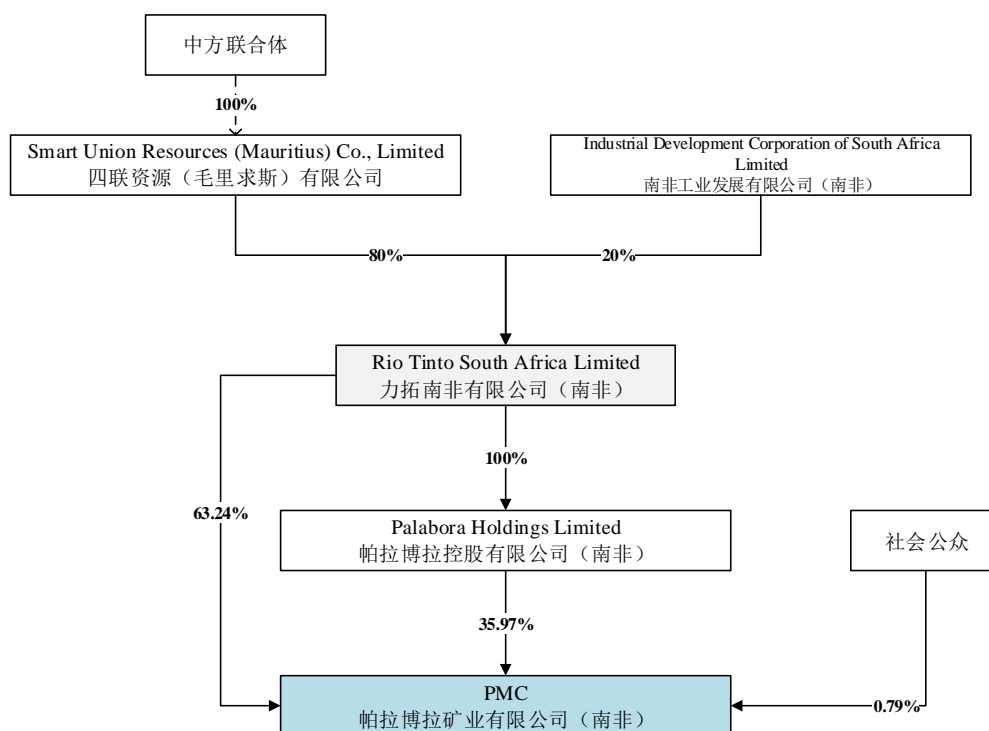 中方联合体
100%
Smart Union Resources (Mauritius) Co., Limited
四联资源（毛里求斯）有限公司
Industrial Development Corporation of South Africa
Limited
南非工业发展有限公司（南非）
80%
20%
Rio Tinto South Africa Limited
力拓南非有限公司（南非）
100%
63.24%
Palabora Holdings Limited
帕拉博拉控股有限公司（南非）
社会公众
35.97%
PMC
帕拉博拉矿业有限公司（南非）
0.79%